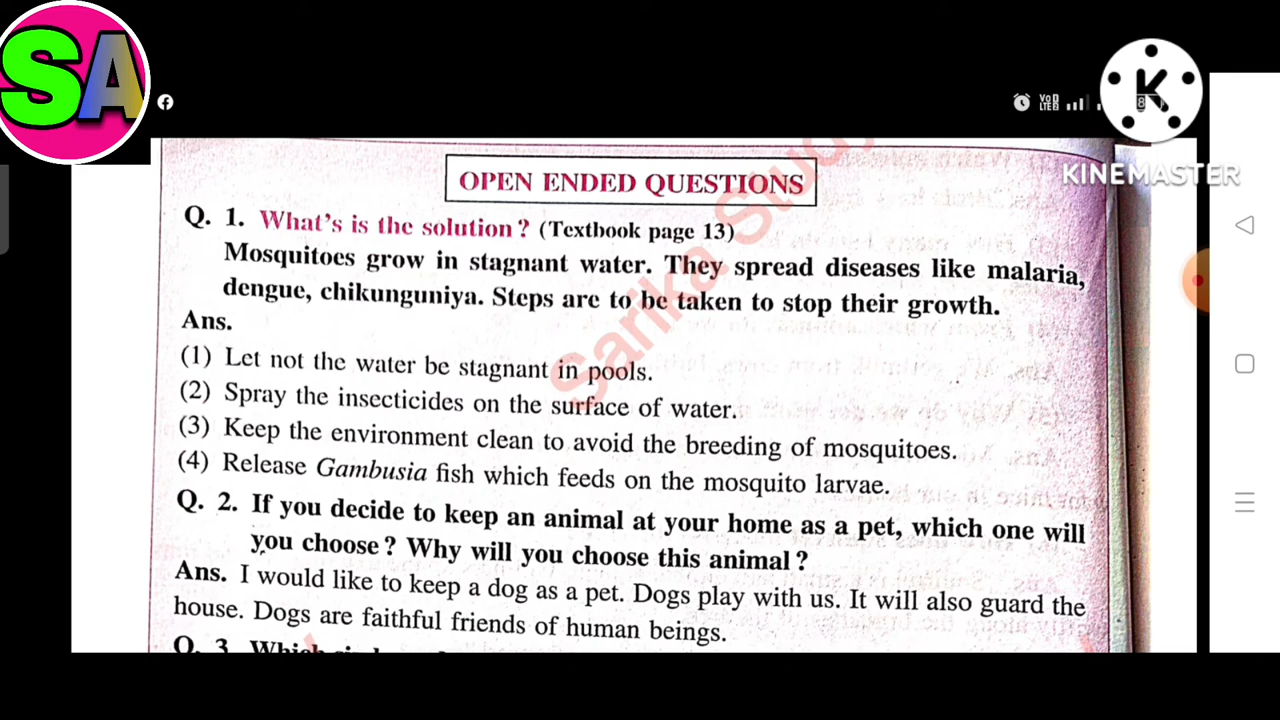 SA
VoD
LTE2
K
KINEMASTER
Sarika Study
OPEN ENDED QUESTIONS
Q. 1. What's is the solution? (Textbook page 13)
Mosquitoes grow in stagnant water. They spread diseases like malaria,
dengue, chikunguniya. Steps are to be taken to stop their growth.
Ans.
(1) Let not the water be stagnant in pools.
(2) Spray the insecticides on the surface of water.
(3) Keep the environment clean to avoid the breeding of mosquitoes.
(4) Release Gambusia fish which feeds on the mosquito larvae.
Q. 2. If you decide to keep an animal at your home as a pet, which one will
you choose? Why will you choose this animal?
Ans. I would like to keep a dog as a pet. Dogs play with us. It will also guard the
house. Dogs are faithful friends of human beings.
Q. 3. Which